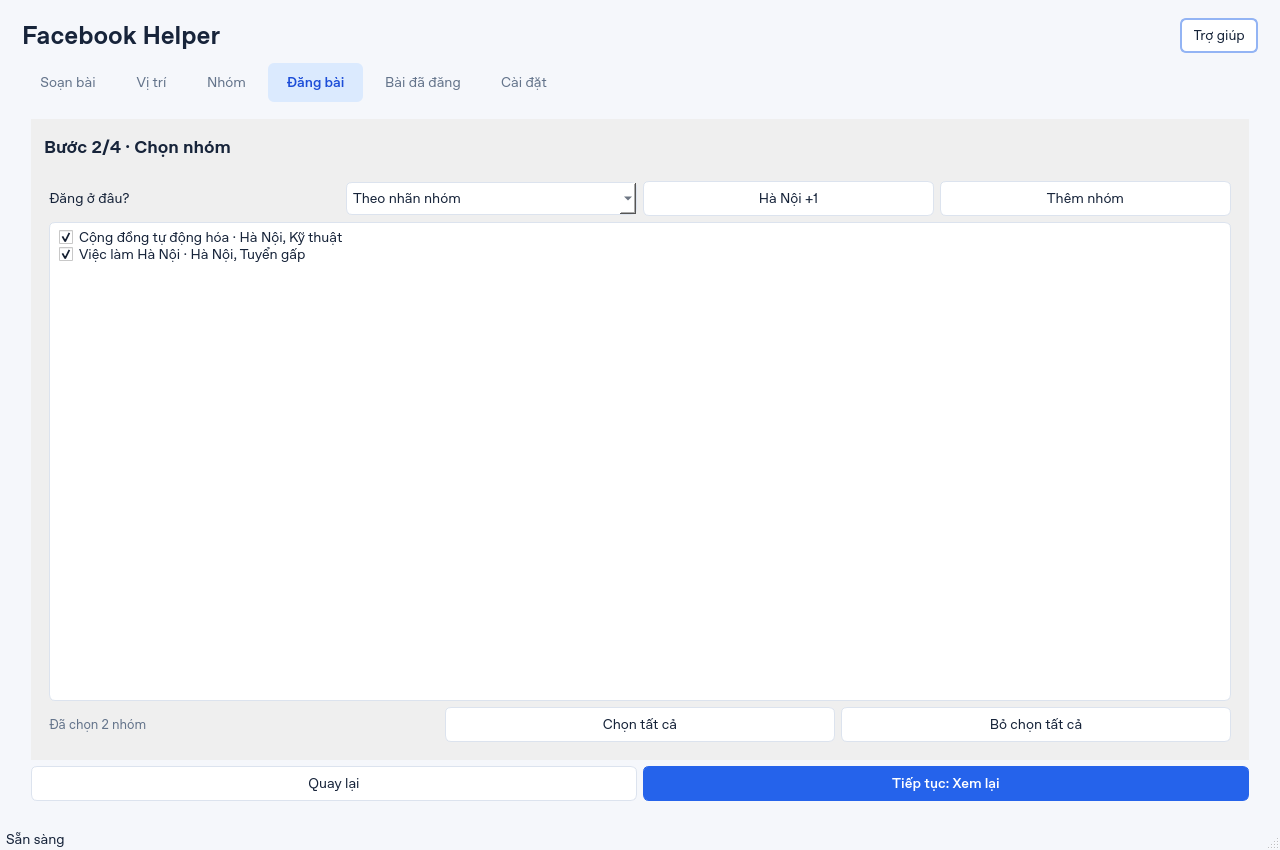 Facebook Helper
Trợ giúp
Soạn bài
Vị trí
Nhóm
Đăng bài
Bài đã đăng
Cài đặt
Bước 2/4 · Chọn nhóm
Đăng ở đâu?
Theo nhãn nhóm
Hà Nội +1
Thêm nhóm
Cộng đồng tự động hóa · Hà Nội, Kỹ thuật
Việc làm Hà Nội · Hà Nội, Tuyển gấp
Đã chọn 2 nhóm
Chọn tất cả
Bỏ chọn tất cả
Quay lại
Tiếp tục: Xem lại
Sẵn sàng